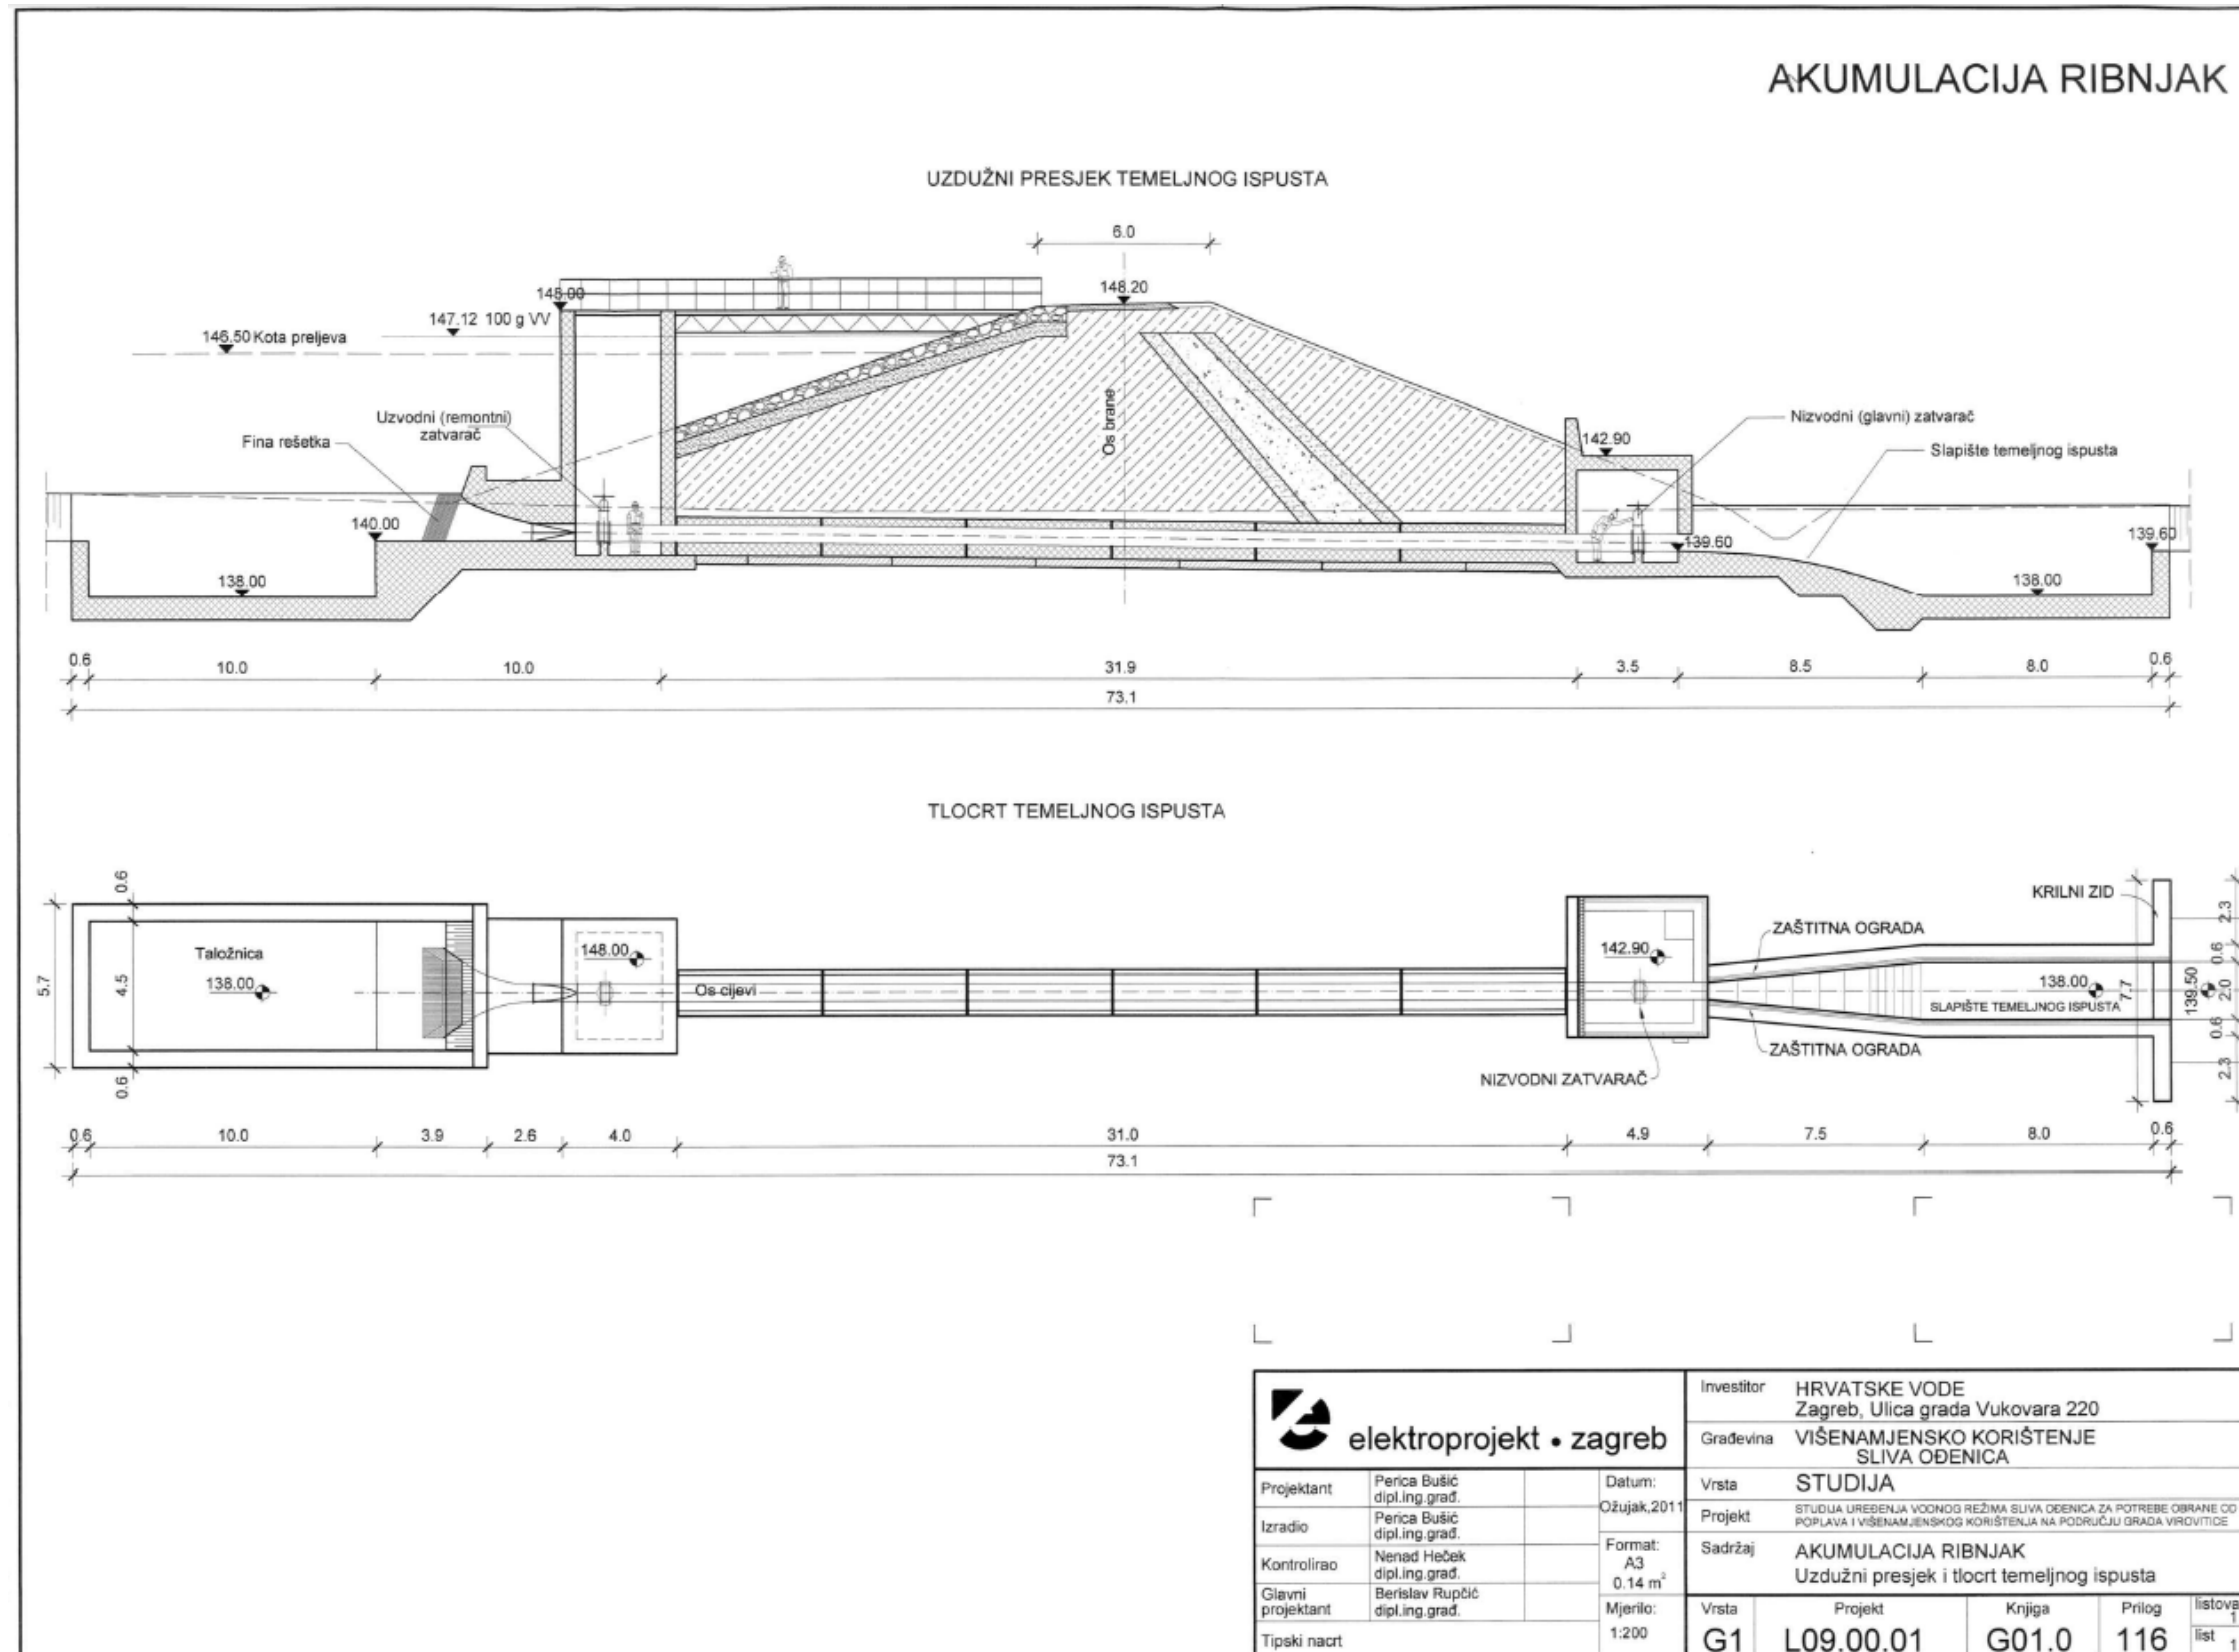 AKUMULACIJA RIBNJAK
UZDUŽNI PRESJEK TEMELJNOG ISPUSTA
6.0
148.20
148.00
147.12 100 g VV
146.50 Kota preljeva
Uzvodni (remontni)
zatvarač
Fina rešetka
Os brane
Nizvodni (glavni) zatvarač
142.90
Slapište temeljnog ispusta
140.00
139.60
139.60
138.00
138.00
0.6
10.0
10.0
31.9
3.5
8.5
8.0
0.6
73.1
TLOCRT TEMELJNOG ISPUSTA
0.6
4.5
5.7
0.6
Taložnica
138.00
148.00
Os cijevi
142.90
NIZVODNI ZATVARAČ
ZAŠTITNA OGRADA
ZAŠTITNA OGRADA
KRILNI ZID
138.00
SLAPIŠTE TEMELJNOG ISPUSTA
7.7
139.50
2.3
0.6
2.0
0.6
2.3
0.6
10.0
3.9
2.6
4.0
31.0
4.9
7.5
8.0
0.6
73.1
elektroprojekt • zagreb
Investitor
HRVATSKE VODE
Zagreb, Ulica grada Vukovara 220
Građevina
VIŠENAMJENSKO KORIŠTENJE
SLIVA OĐENICA
Vrsta
STUDIJA
Projekt
STUDIJA UREĐENJA VODNOG REŽIMA SLIVA OĐENICA ZA POTREBE OBRANE OD
POPLAVA I VIŠENAMJENSKOG KORIŠTENJA NA PODRUČJU GRADA VIROVITICE
Sadržaj
AKUMULACIJA RIBNJAK
Uzdužni presjek i tlocrt temeljnog ispusta
Projektant
Perica Bušić
dipl.ing.građ.
Izradio
Perica Bušić
dipl.ing.građ.
Kontrolirao
Nenad Heček
dipl.ing.građ.
Glavni
projektant
Berislav Rupčić
dipl.ing.građ.
Tipski nacrt
Datum:
Ožujak,2011
Format:
A3
0.14 m²
Mjerilo:
1:200
Vrsta
G1
Projekt
L09.00.01
Knjiga
G01.0
Prilog
116
listova
1
list